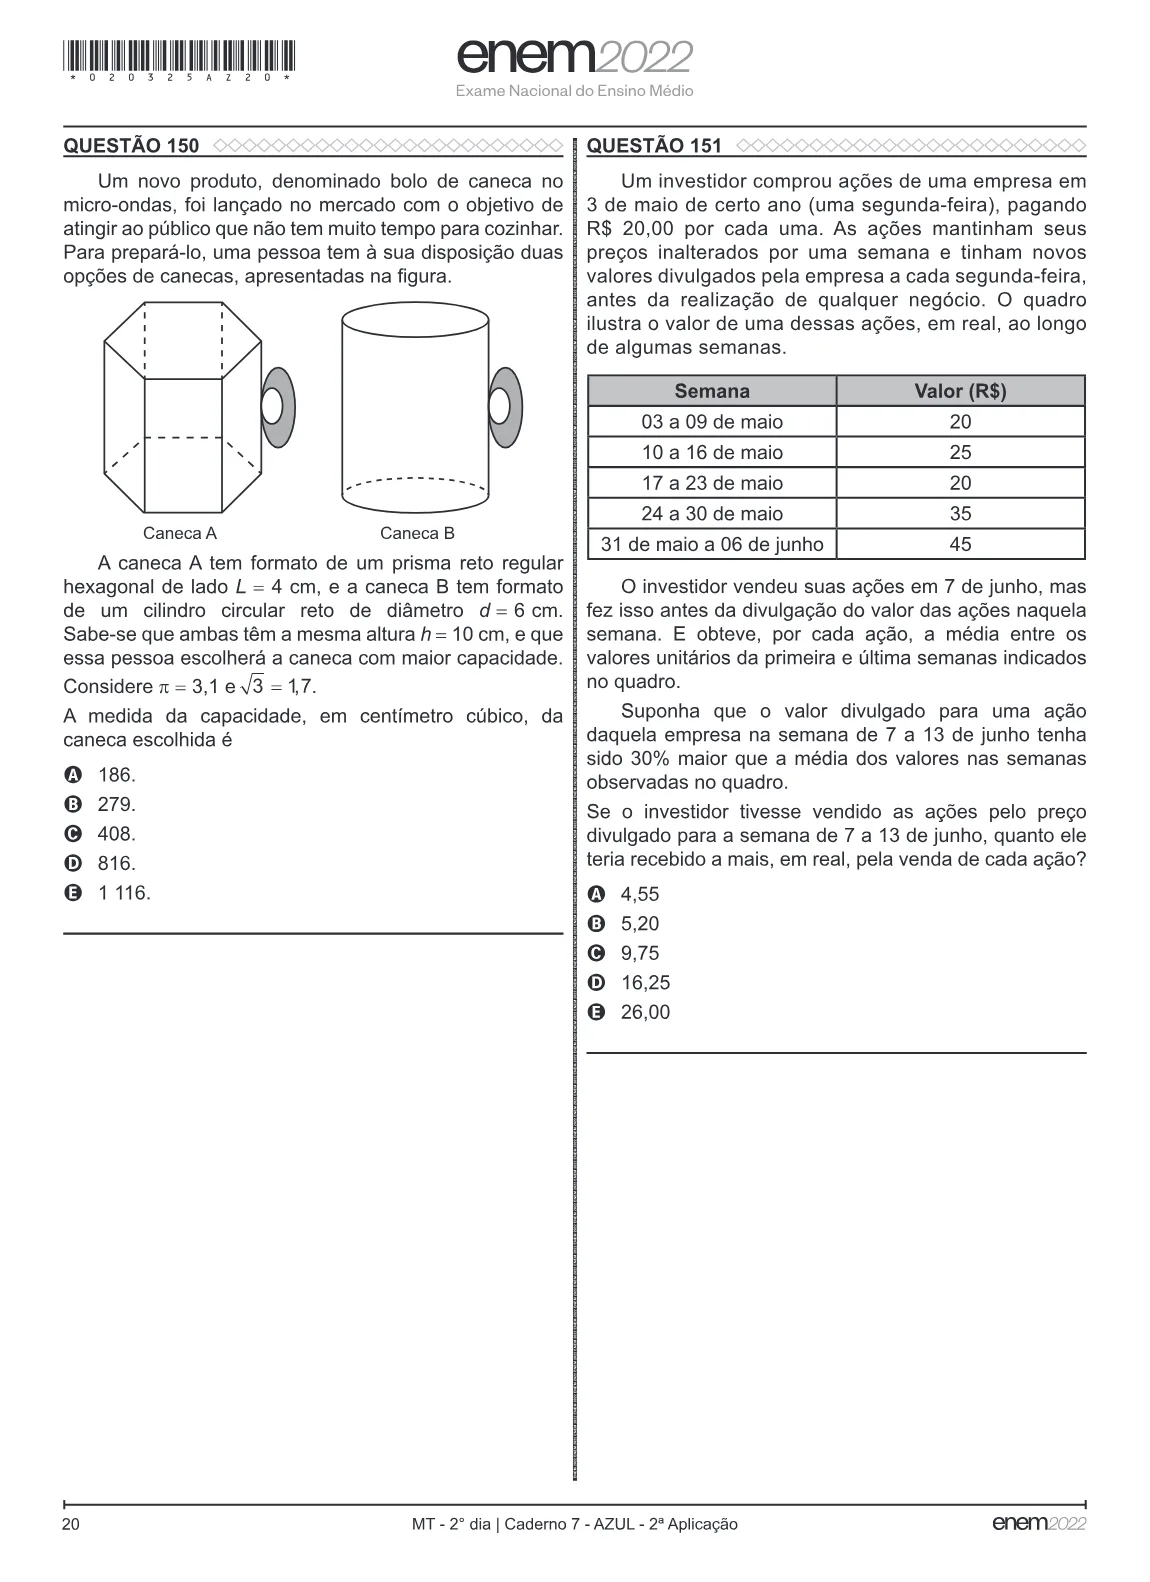 *020325AZ20*
enem2022
Exame Nacional do Ensino Médio
QUESTÃO 150
Um novo produto, denominado bolo de caneca no
micro-ondas, foi lançado no mercado com o objetivo de
atingir ao público que não tem muito tempo para cozinhar.
Para prepará-lo, uma pessoa tem à sua disposição duas
opções de canecas, apresentadas na figura.
Caneca A
Caneca B
A caneca A tem formato de um prisma reto regular
hexagonal de lado L = 4 cm, e a caneca B tem formato
de um cilindro circular reto de diâmetro d = 6 cm.
Sabe-se que ambas têm a mesma altura h = 10 cm, e que
essa pessoa escolherá a caneca com maior capacidade.
Considere π = 3,1 e √3 = 1,7.
A medida da capacidade, em centímetro cúbico, da
caneca escolhida é
A 186.
B 279.
C 408.
D 816.
E 1 116.
QUESTÃO 151
Um investidor comprou ações de uma empresa em
3 de maio de certo ano (uma segunda-feira), pagando
R$ 20,00 por cada uma. As ações mantinham seus
preços inalterados por uma semana e tinham novos
valores divulgados pela empresa a cada segunda-feira,
antes da realização de qualquer negócio. O quadro
ilustra o valor de uma dessas ações, em real, ao longo
de algumas semanas.
Semana Valor (R$)
03 a 09 de maio 20
10 a 16 de maio 25
17 a 23 de maio 20
24 a 30 de maio 35
31 de maio a 06 de junho 45
O investidor vendeu suas ações em 7 de junho, mas
fez isso antes da divulgação do valor das ações naquela
semana. E obteve, por cada ação, a média entre os
valores unitários da primeira e última semanas indicados
no quadro.
Suponha que o valor divulgado para uma ação
daquela empresa na semana de 7 a 13 de junho tenha
sido 30% maior que a média dos valores nas semanas
observadas no quadro.
Se o investidor tivesse vendido as ações pelo preço
divulgado para a semana de 7 a 13 de junho, quanto ele
teria recebido a mais, em real, pela venda de cada ação?
A 4,55
B 5,20
C 9,75
D 16,25
E 26,00
20
MT - 2° dia | Caderno 7 - AZUL - 2ª Aplicação
enem2022